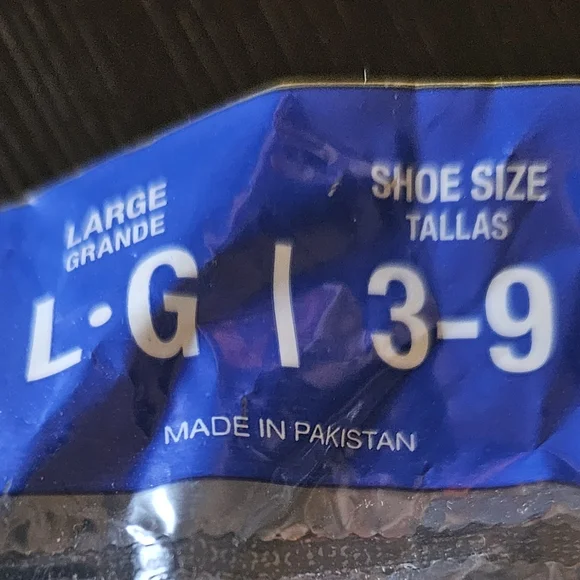 LARGE
GRANDE
L•G | 3-9
SHOE SIZE
TALLAS
MADE IN PAKISTAN